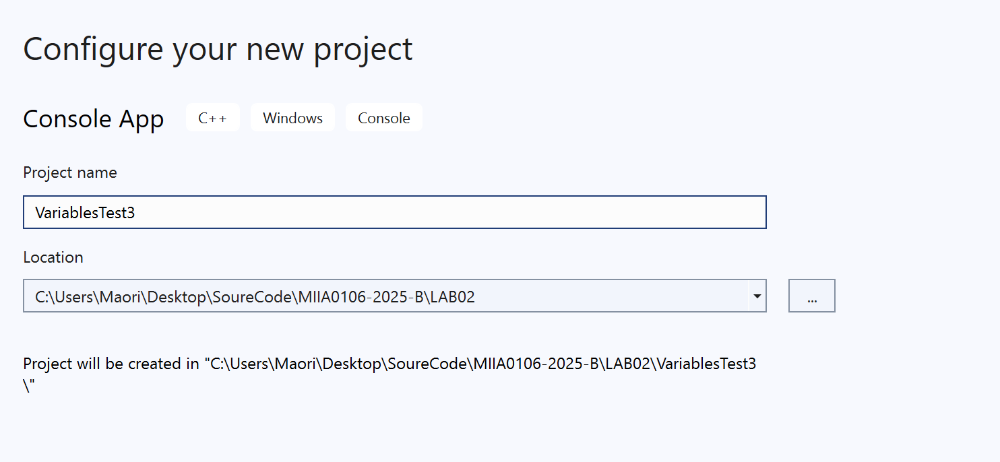 Configure your new project
Console App C++ Windows Console
Project name
VariablesTest3
Location
C:\Users\Maori\Desktop\SoureCode\MIIA0106-2025-B\LAB02
...
Project will be created in "C:\Users\Maori\Desktop\SoureCode\MIIA0106-2025-B\LAB02\VariablesTest3
\"